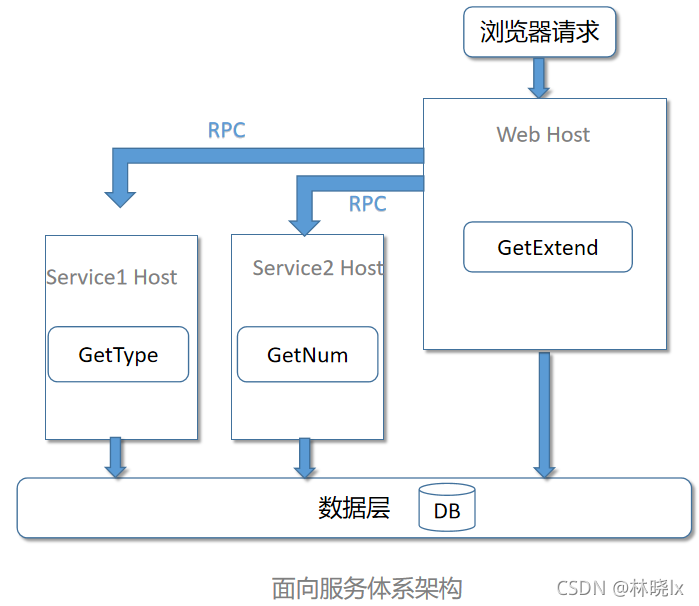 浏览器请求
Web Host
RPC
RPC
GetExtend
Service1 Host
Service2 Host
GetType
GetNum
数据层
DB
面向服务体系架构
CSDN @林晓lx